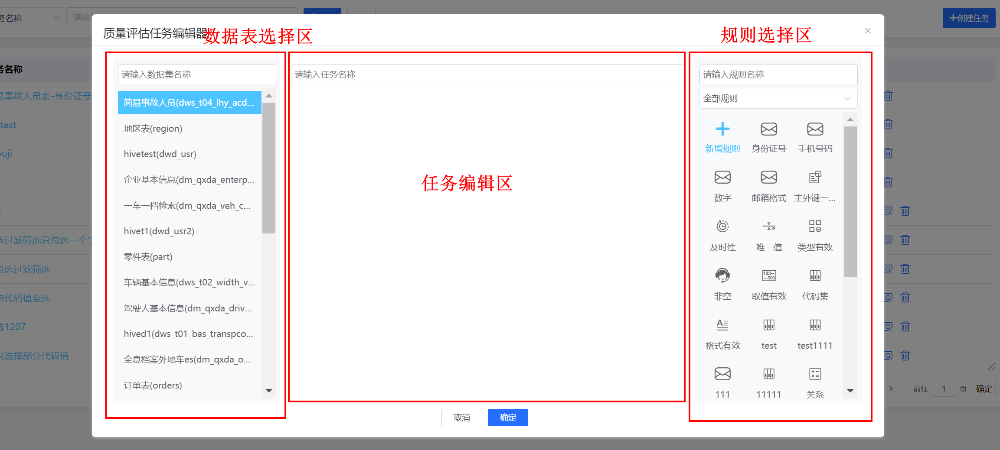 务名称
请输入
创建任务
质量评估任务编辑器
数据表选择区
规则选择区
务名称
易事故人员表-身份证号
test
ouji
选过滤筛选只勾选一个字
勾选过滤筛选
向代码值全选
选1207
向选择部分代码值
请输入数据集名称
简易事故人员(dws_t04_lhy_acd...
地区表(region)
hivetest(dwd_usr)
企业基本信息(dm_qxda_enterp...
一车一档检索(dm_qxda_veh_c...
hivet1(dwd_usr2)
零件表(part)
车辆基本信息(dws_t02_width_v...
驾驶人基本信息(dm_qxda_driv...
hived1(dws_t01_bas_transpco...
全息档案外地车es(dm_qxda_o...
订单表(orders)
请输入任务名称
任务编辑区
请输入规则名称
全部规则
新增规则 身份证号 手机号码
数字 邮箱格式 主外键一...
及时性 唯一值 类型有效
非空 取值有效 代码集
格式有效 test test1111
111 11111 关系
取消 确定
前往 1 页 确定